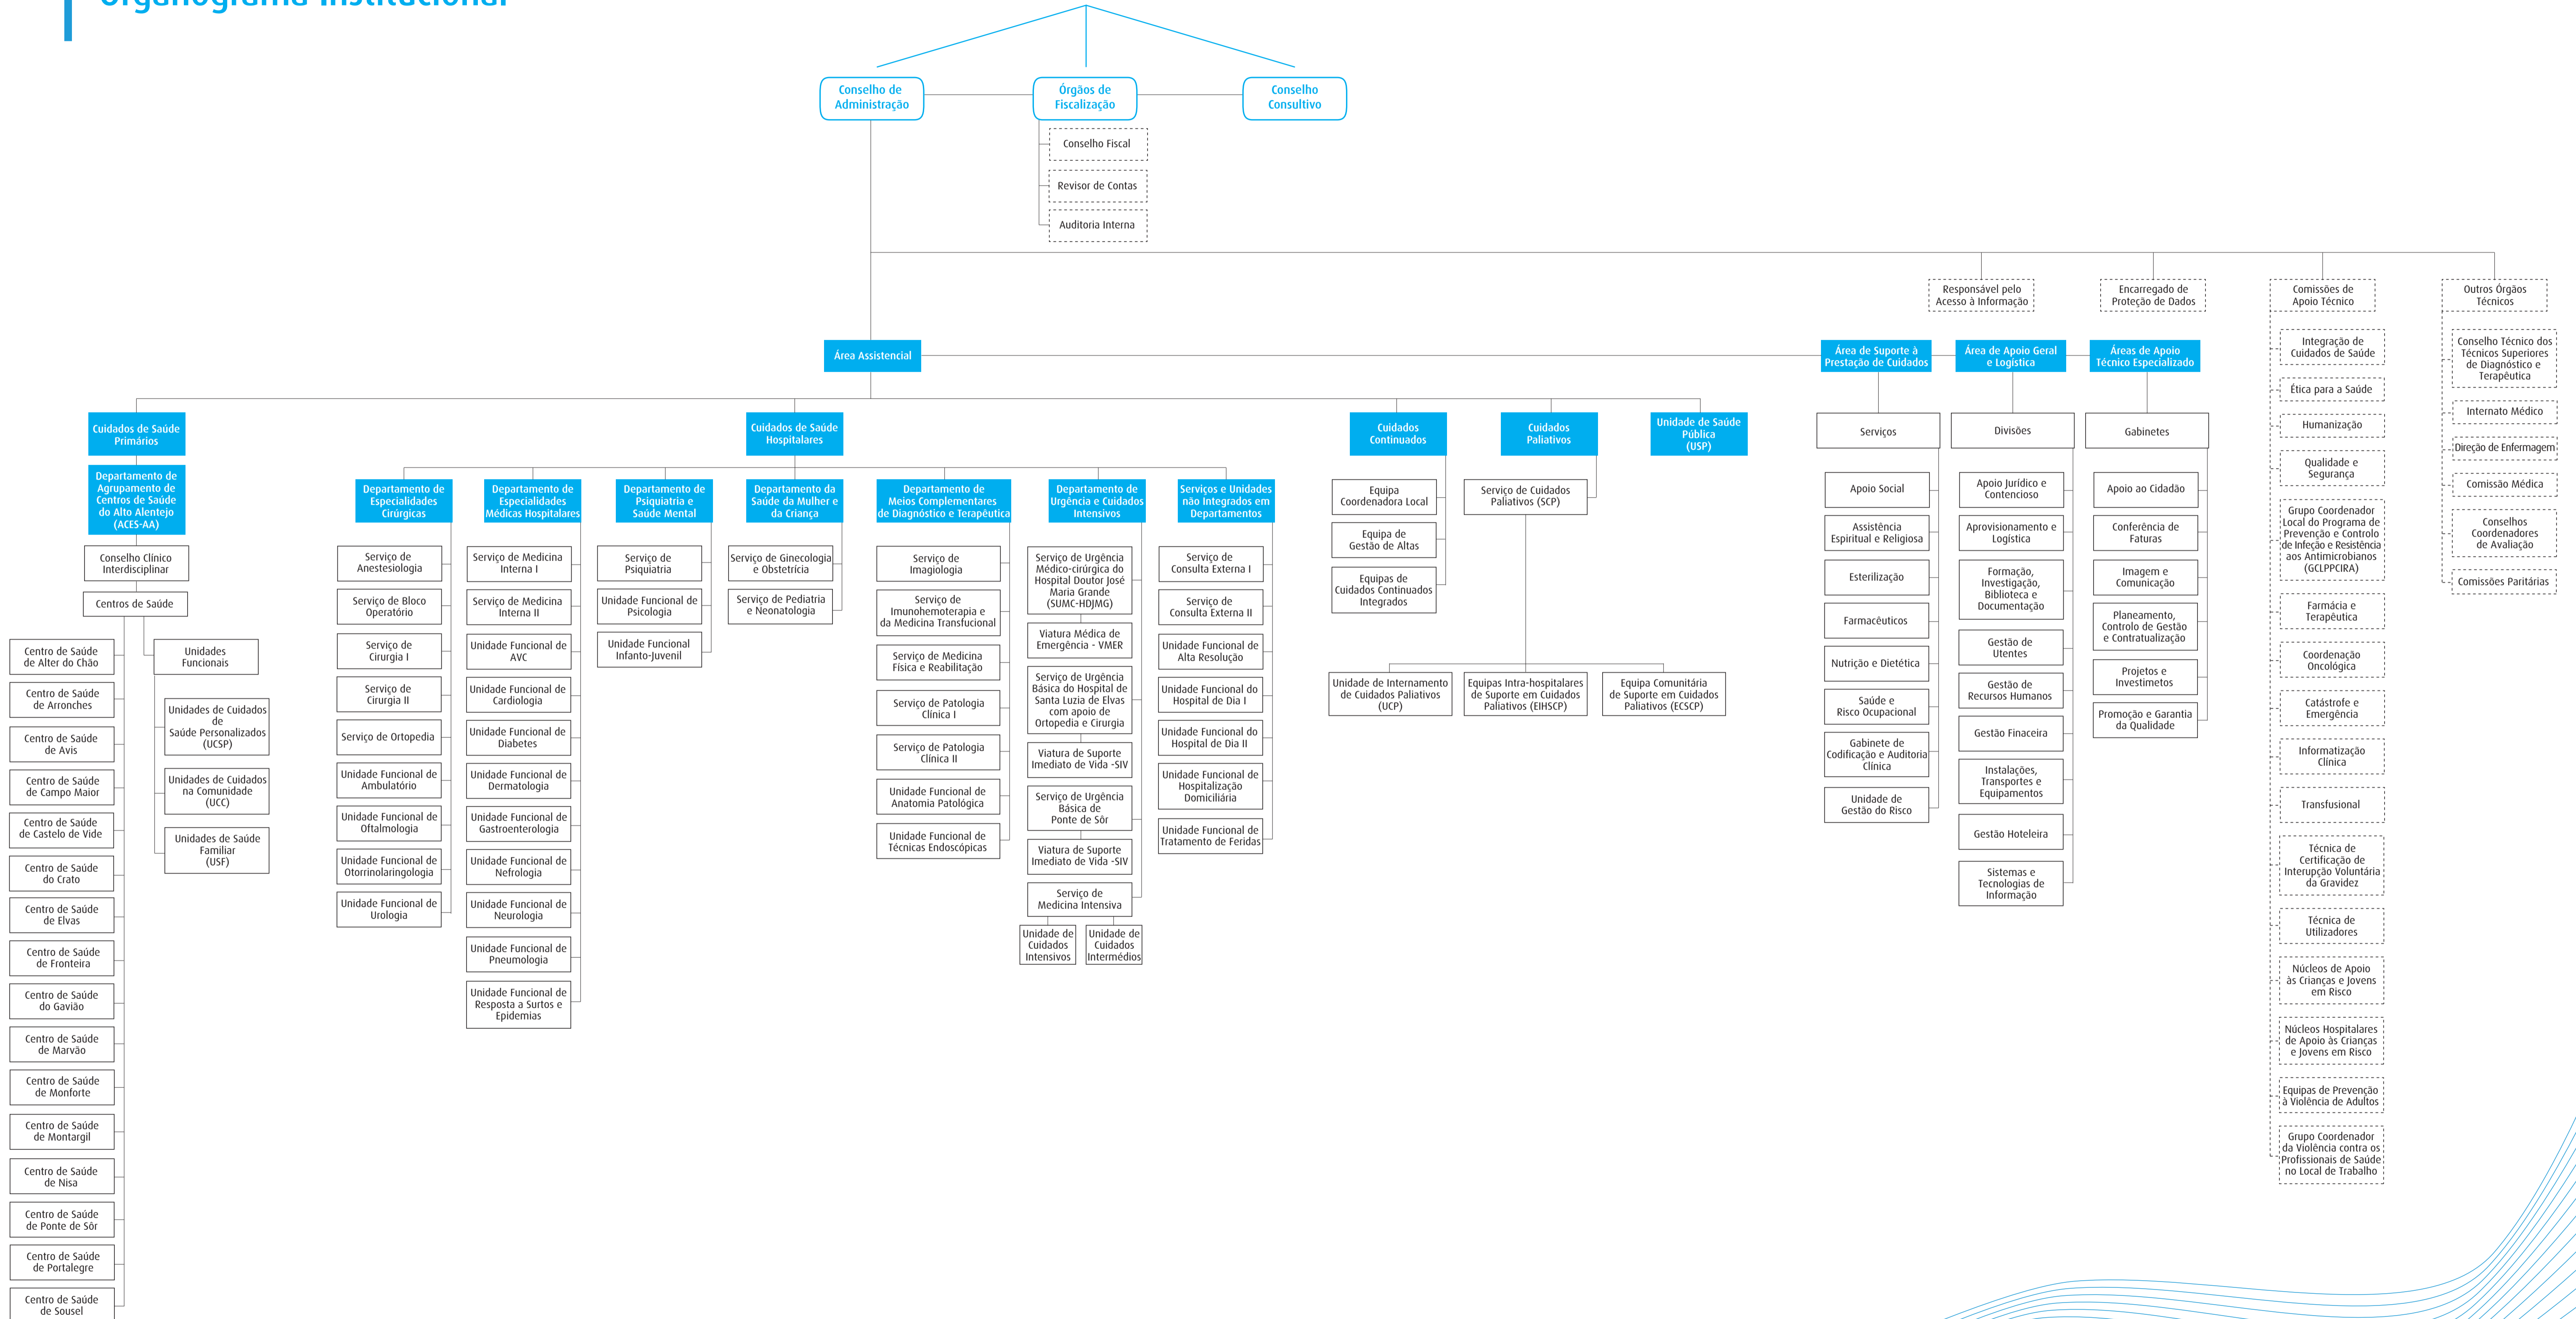 Organograma Institucional
Conselho de
Administração
Órgãos de
Fiscalização
Conselho
Consultivo
Conselho Fiscal
Revisor de Contas
Auditoria Interna
Responsável pelo
Acesso à Informação
Encarregado de
Proteção de Dados
Comissões de
Apoio Técnico
Outros Órgãos
Técnicos
Área Assistencial
Área de Suporte à
Prestação de Cuidados
Área de Apoio Geral
e Logística
Áreas de Apoio
Técnico Especializado
Cuidados de Saúde
Primários
Departamento de
Agrupamento de
Centros de Saúde
do Alto Alentejo
(ACES-AA)
Conselho Clínico
Interdisciplinar
Centros de Saúde
Centro de Saúde
de Alter do Chão
Centro de Saúde
de Arronches
Centro de Saúde
de Avis
Centro de Saúde
de Campo Maior
Centro de Saúde
de Castelo de Vide
Centro de Saúde
do Crato
Centro de Saúde
de Elvas
Centro de Saúde
de Fronteira
Centro de Saúde
do Gavião
Centro de Saúde
de Marvão
Centro de Saúde
de Monforte
Centro de Saúde
de Montargil
Centro de Saúde
de Nisa
Centro de Saúde
de Ponte de Sôr
Centro de Saúde
de Portalegre
Centro de Saúde
de Sousel
Unidades
Funcionais
Unidades de Cuidados
de
Saúde Personalizados
(UCSP)
Unidades de Cuidados
na Comunidade
(UCC)
Unidades de Saúde
Familiar
(USF)
Cuidados de Saúde
Hospitalares
Departamento de
Especialidades
Cirúrgicas
Serviço de
Anestesiologia
Serviço de Bloco
Operatório
Serviço de
Cirurgia I
Serviço de
Cirurgia II
Serviço de Ortopedia
Unidade Funcional de
Ambulatório
Unidade Funcional de
Oftalmologia
Unidade Funcional de
Otorrinolaringologia
Unidade Funcional de
Urologia
Departamento de
Especialidades
Médicas Hospitalares
Serviço de Medicina
Interna I
Serviço de Medicina
Interna II
Unidade Funcional de
AVC
Unidade Funcional de
Cardiologia
Unidade Funcional de
Diabetes
Unidade Funcional de
Dermatologia
Unidade Funcional de
Gastroenterologia
Unidade Funcional de
Nefrologia
Unidade Funcional de
Neurologia
Unidade Funcional de
Pneumologia
Unidade Funcional de
Resposta a Surtos e
Epidemias
Departamento de
Psiquiatria e
Saúde Mental
Serviço de
Psiquiatria
Unidade Funcional de
Psicologia
Unidade Funcional
Infanto-Juvenil
Departamento da
Saúde da Mulher e
da Criança
Serviço de Ginecologia
e Obstetrícia
Serviço de Pediatria
e Neonatologia
Departamento de
Meios Complementares
de Diagnóstico e Terapêutica
Serviço de
Imagiologia
Serviço de
Imunohemoterapia e
da Medicina Transfucional
Serviço de Medicina
Física e Reabilitação
Serviço de Patologia
Clínica I
Serviço de Patologia
Clínica II
Unidade Funcional de
Anatomia Patológica
Unidade Funcional de
Técnicas Endoscópicas
Departamento de
Urgência e Cuidados
Intensivos
Serviço de Urgência
Médico-cirúrgica do
Hospital Doutor José
Maria Grande
(SUMC-HDJMG)
Viatura Médica de
Emergência - VMER
Serviço de Urgência
Básica do Hospital de
Santa Luzia de Elvas
com apoio de
Ortopedia e Cirurgia
Viatura de Suporte
Imediato de Vida -SIV
Serviço de Urgência
Básica de
Ponte de Sôr
Viatura de Suporte
Imediato de Vida -SIV
Serviço de
Medicina Intensiva
Unidade de
Cuidados
Intensivos
Unidade de
Cuidados
Intermédios
Serviços e Unidades
não Integrados em
Departamentos
Serviço de
Consulta Externa I
Serviço de
Consulta Externa II
Unidade Funcional de
Alta Resolução
Unidade Funcional do
Hospital de Dia I
Unidade Funcional do
Hospital de Dia II
Unidade Funcional de
Hospitalização
Domiciliária
Unidade Funcional de
Tratamento de Feridas
Cuidados
Continuados
Equipa
Coordenadora Local
Equipa de
Gestão de Altas
Equipas de
Cuidados Continuados
Integrados
Cuidados
Paliativos
Serviço de Cuidados
Paliativos (SCP)
Unidade de Internamento
de Cuidados Paliativos
(UCP)
Equipas Intra-hospitalares
de Suporte em Cuidados
Paliativos (EIHSCP)
Equipa Comunitária
de Suporte em Cuidados
Paliativos (ECSCP)
Unidade de Saúde
Pública
(USP)
Serviços
Apoio Social
Assistência
Espiritual e Religiosa
Esterilização
Farmacêuticos
Nutrição e Dietética
Saúde e
Risco Ocupacional
Gabinete de
Codificação e Auditoria
Clínica
Unidade de
Gestão do Risco
Divisões
Apoio Jurídico e
Contencioso
Aprovisionamento e
Logística
Formação,
Investigação,
Biblioteca e
Documentação
Gestão de
Utentes
Gestão de
Recursos Humanos
Gestão Finaceira
Instalações,
Transportes e
Equipamentos
Gestão Hoteleira
Sistemas e
Tecnologias de
Informação
Gabinetes
Apoio ao Cidadão
Conferência de
Faturas
Imagem e
Comunicação
Planeamento,
Controlo de Gestão
e Contratualização
Projetos e
Investimetos
Promoção e Garantia
da Qualidade
Integração de
Cuidados de Saúde
Ética para a Saúde
Humanização
Qualidade e
Segurança
Grupo Coordenador
Local do Programa de
Prevenção e Controlo
de Infeção e Resistência
aos Antimicrobianos
(GCLPPCIRA)
Farmácia e
Terapêutica
Coordenação
Oncológica
Catástrofe e
Emergência
Informatização
Clínica
Transfusional
Técnica de
Certificação de
Interupção Voluntária
da Gravidez
Técnica de
Utilizadores
Núcleos de Apoio
às Crianças e Jovens
em Risco
Núcleos Hospitalares
de Apoio às Crianças
e Jovens em Risco
Equipas de Prevenção
à Violência de Adultos
Grupo Coordenador
da Violência contra os
Profissionais de Saúde
no Local de Trabalho
Conselho Técnico dos
Técnicos Superiores
de Diagnóstico e
Terapêutica
Internato Médico
Direção de Enfermagem
Comissão Médica
Conselhos
Coordenadores
de Avaliação
Comissões Paritárias